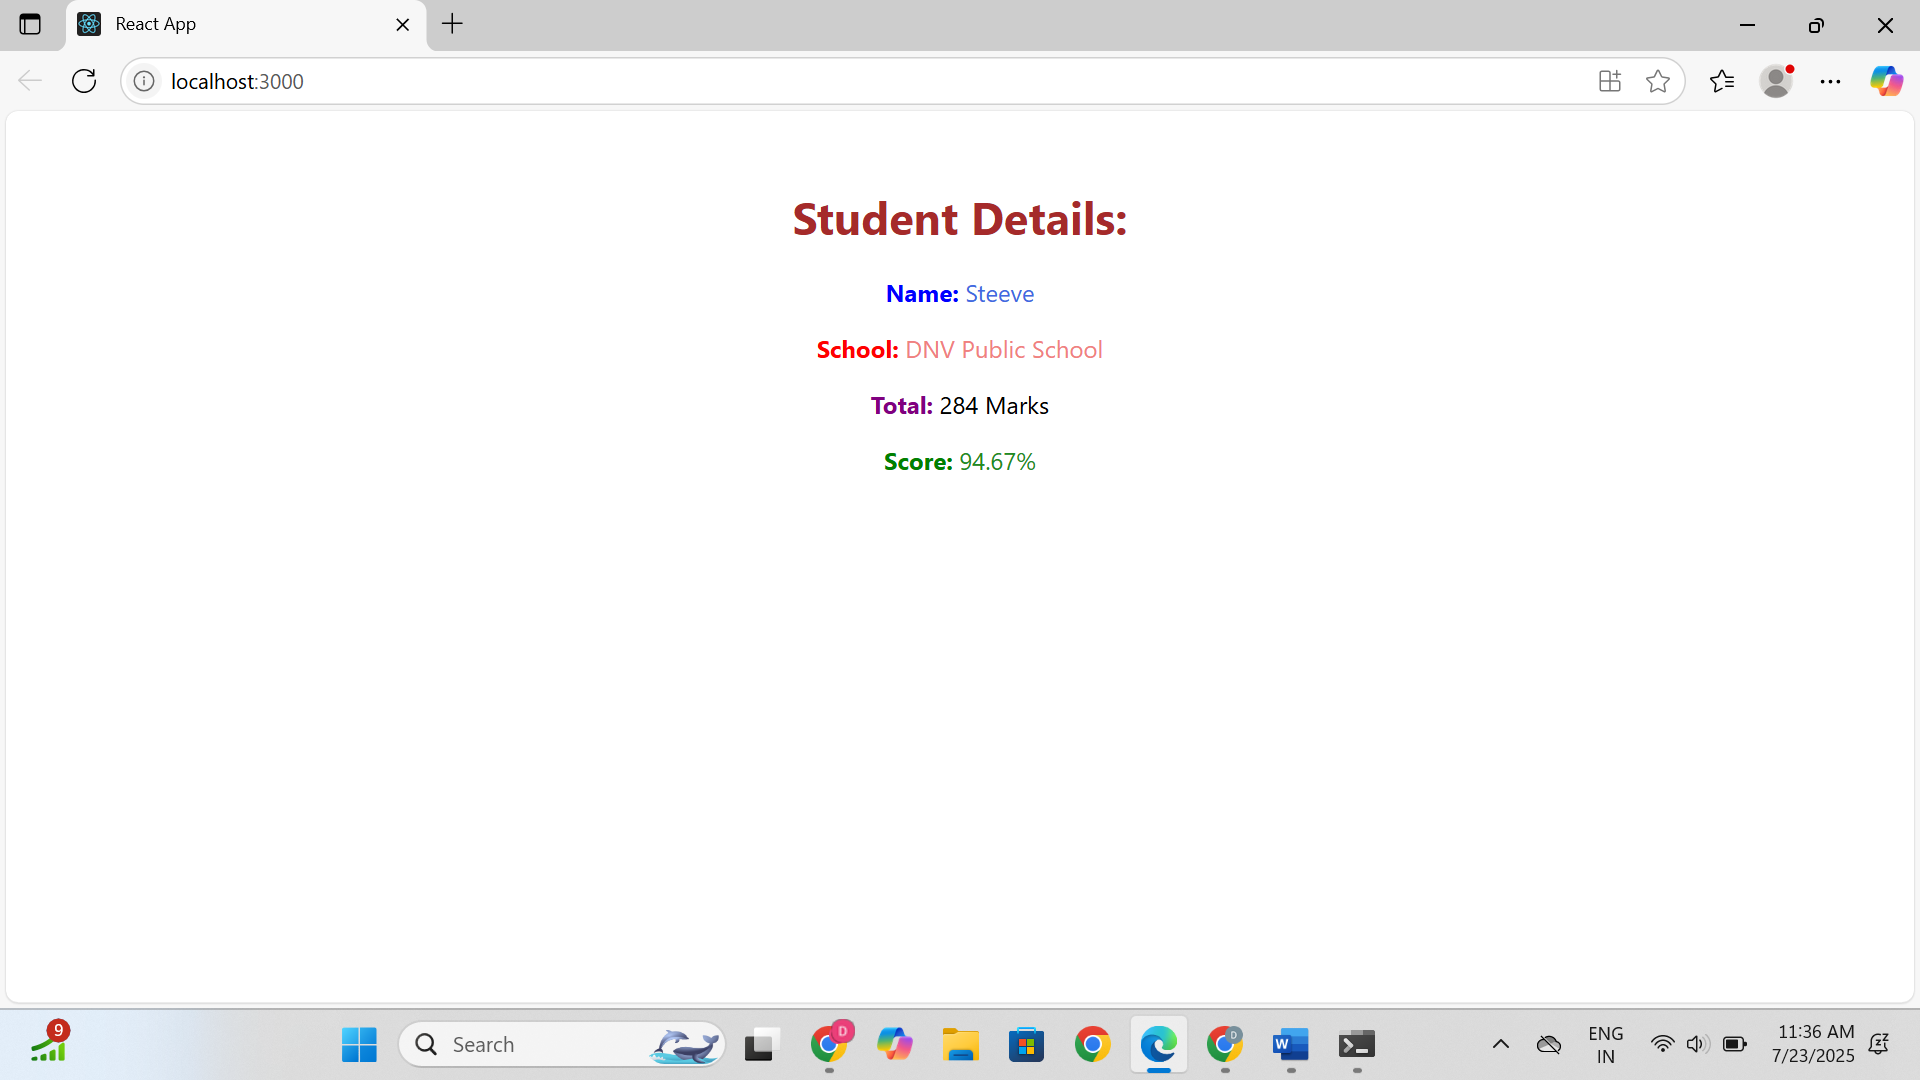 React App
localhost:3000
Student Details:
Name: Steeve
School: DNV Public School
Total: 284 Marks
Score: 94.67%
9
Search
D
D
W
ENG
IN
11:36 AM
7/23/2025